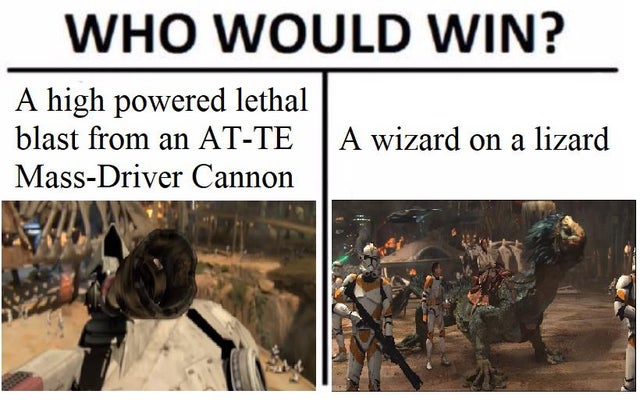 WHO WOULD WIN?
A high powered lethal
blast from an AT-TE
Mass-Driver Cannon
A wizard on a lizard